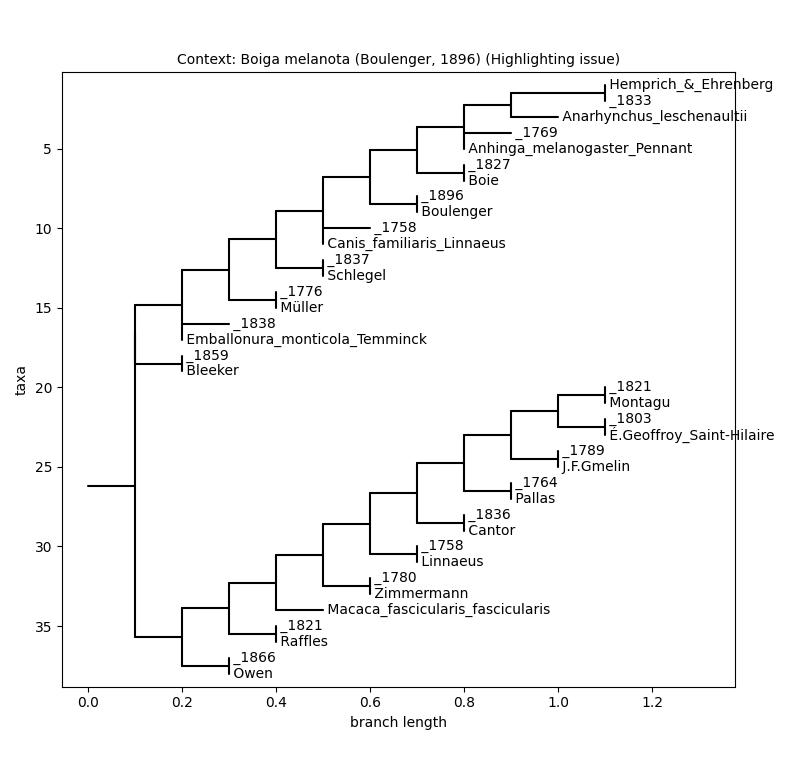 Context: Boiga melanota (Boulenger, 1896) (Highlighting issue)
Hemprich_&_Ehrenberg
_1833
Anarhynchus_leschenaultii
_1769
Anhinga_melanogaster_Pennant
_1827
Boie
_1896
Boulenger
_1758
Canis_familiaris_Linnaeus
_1837
Schlegel
_1776
Müller
_1838
Emballonura_monticola_Temminck
_1859
Bleeker
_1821
Montagu
_1803
É.Geoffroy_Saint-Hilaire
_1789
J.F.Gmelin
_1764
Pallas
_1836
Cantor
_1758
Linnaeus
_1780
Zimmermann
Macaca_fascicularis_fascicularis
_1821
Raffles
_1866
Owen
5
10
15
20
25
30
35
taxa
0.0 0.2 0.4 0.6 0.8 1.0 1.2
branch length